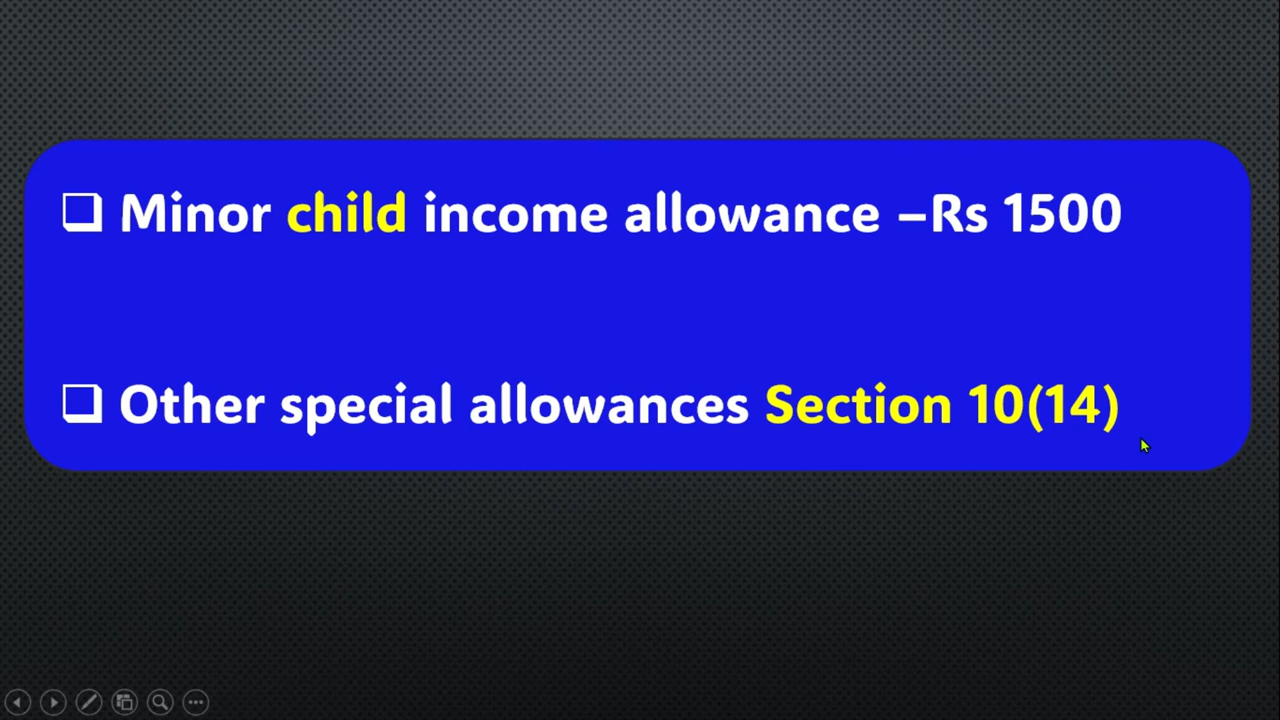 Minor child income allowance –Rs 1500
Other special allowances Section 10(14)